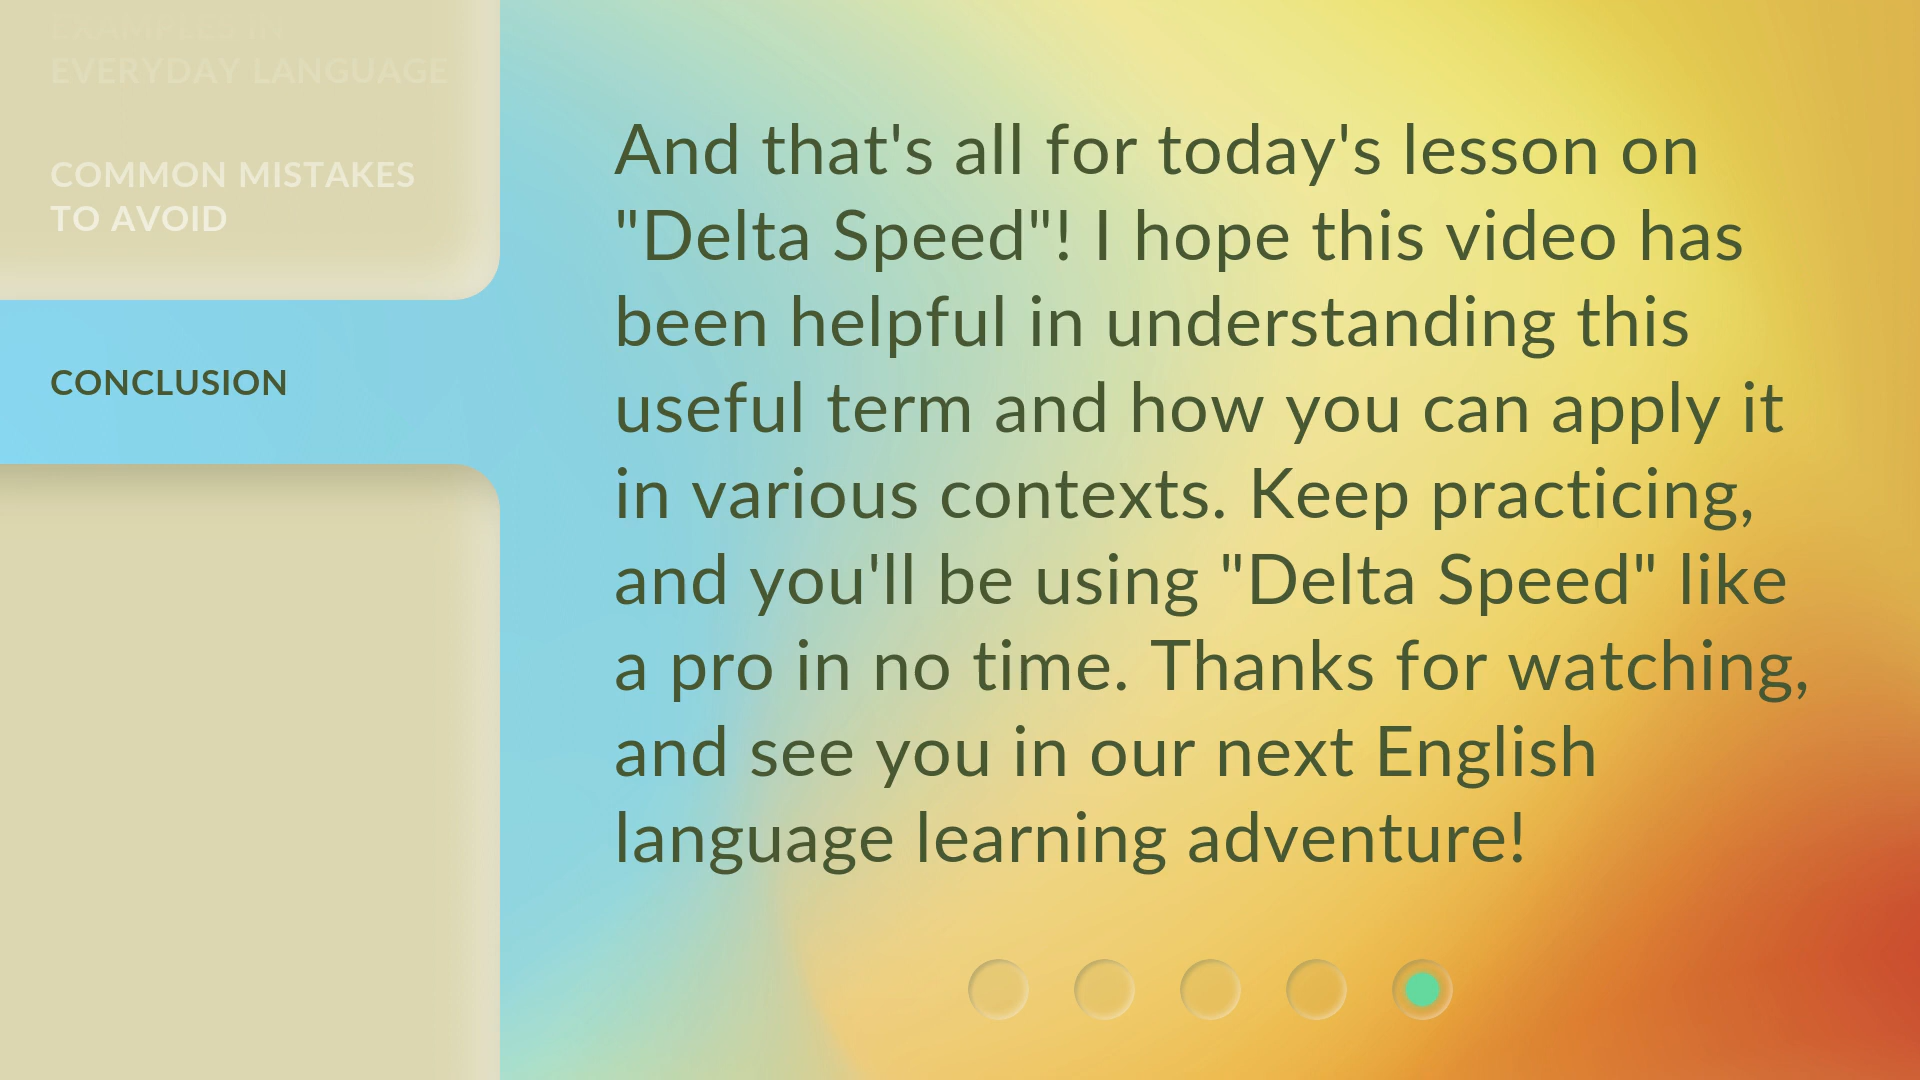 EXAMPLES IN
EVERYDAY LANGUAGE
COMMON MISTAKES
TO AVOID
CONCLUSION
And that's all for today's lesson on
"Delta Speed"! I hope this video has
been helpful in understanding this
useful term and how you can apply it
in various contexts. Keep practicing,
and you'll be using "Delta Speed" like
a pro in no time. Thanks for watching,
and see you in our next English
language learning adventure!